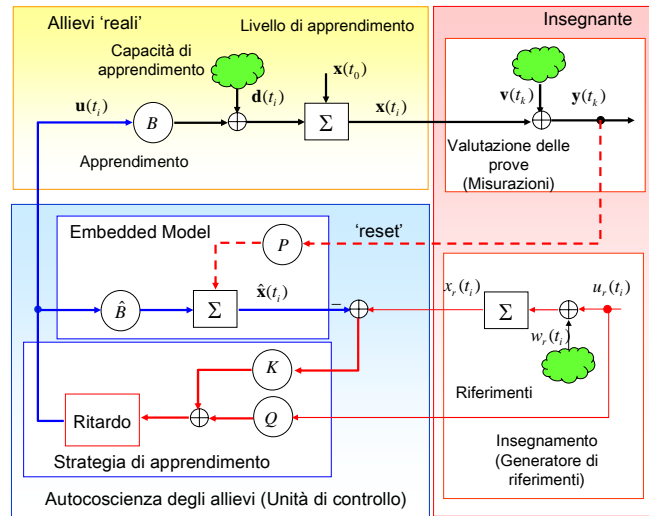 Allievi 'reali'
Livello di apprendimento
Insegnante
Capacità di
apprendimento
x(t₀)
v(tₖ)
y(tₖ)
u(tᵢ)
d(tᵢ)
x(tᵢ)
B
Σ
Apprendimento
Valutazione delle
prove
(Misurazioni)
Embedded Model
P
'reset'
B̂
Σ
x̂(tᵢ)
−
xᵣ(tᵢ)
uᵣ(tᵢ)
Σ
wᵣ(tᵢ)
K
Riferimenti
Q
Ritardo
Strategia di apprendimento
Insegnamento
(Generatore di
riferimenti)
Autocoscienza degli allievi (Unità di controllo)